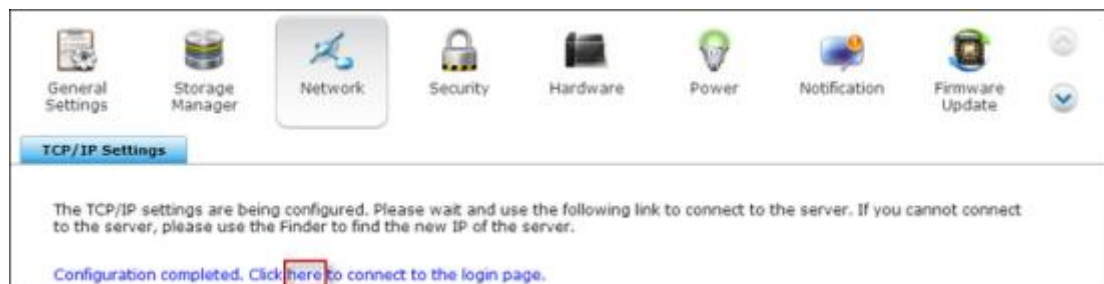 General
Settings
Storage
Manager
Network
Security
Hardware
Power
Notification
Firmware
Update
TCP/IP Settings
The TCP/IP settings are being configured. Please wait and use the following link to connect to the server. If you cannot connect
to the server, please use the Finder to find the new IP of the server.
Configuration completed. Click here to connect to the login page.